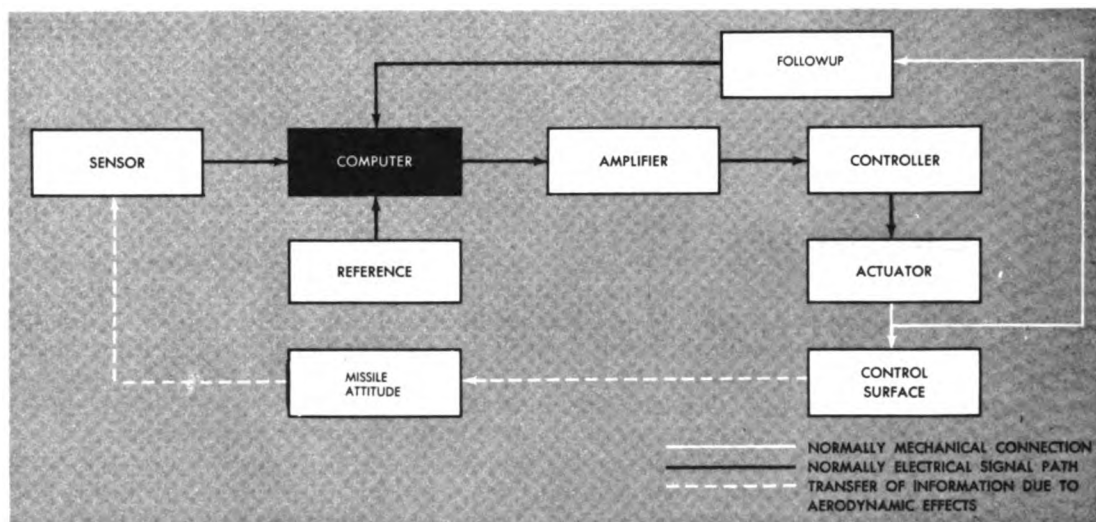 FOLLOWUP
SENSOR
COMPUTER
AMPLIFIER
CONTROLLER
REFERENCE
ACTUATOR
MISSILE
ATTITUDE
CONTROL
SURFACE
NORMALLY MECHANICAL CONNECTION
NORMALLY ELECTRICAL SIGNAL PATH
TRANSFER OF INFORMATION DUE TO
AERODYNAMIC EFFECTS